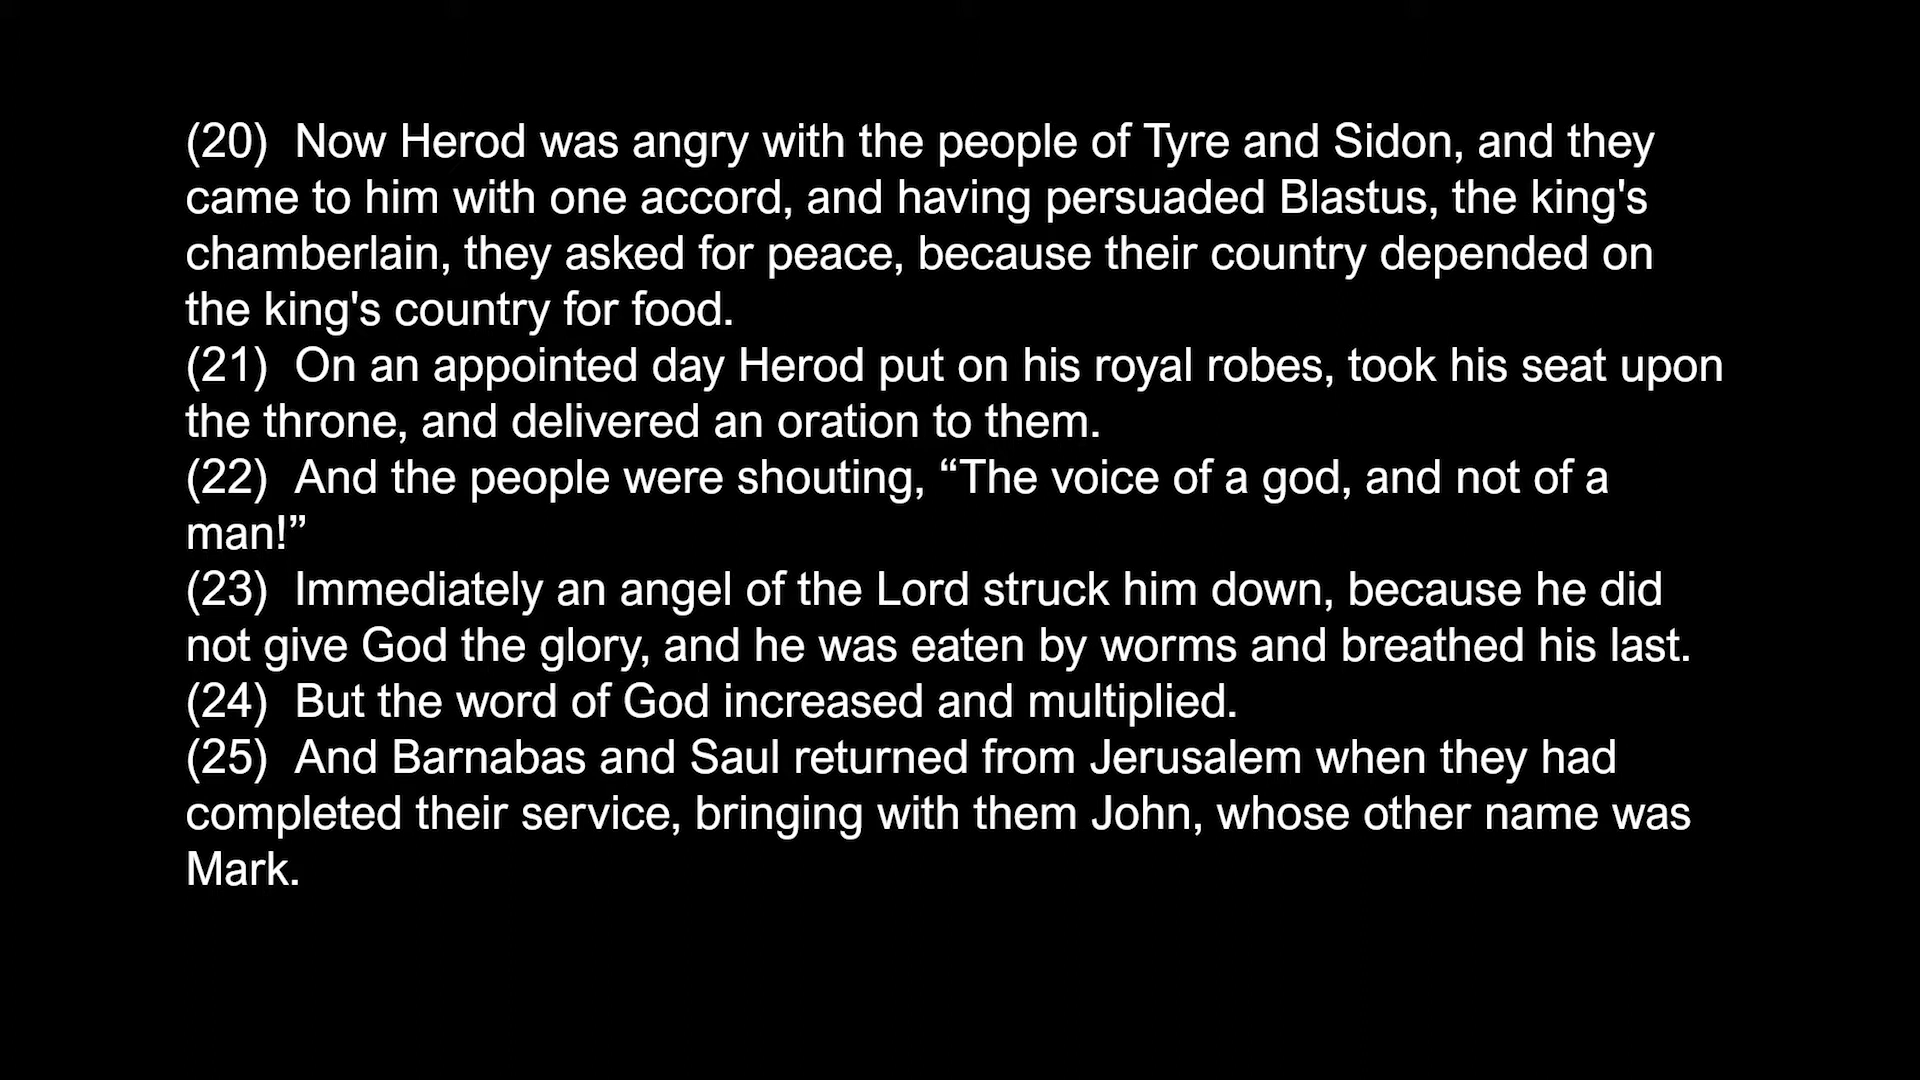 (20)  Now Herod was angry with the people of Tyre and Sidon, and they
came to him with one accord, and having persuaded Blastus, the king's
chamberlain, they asked for peace, because their country depended on
the king's country for food.
(21)  On an appointed day Herod put on his royal robes, took his seat upon
the throne, and delivered an oration to them.
(22)  And the people were shouting, “The voice of a god, and not of a
man!”
(23)  Immediately an angel of the Lord struck him down, because he did
not give God the glory, and he was eaten by worms and breathed his last.
(24)  But the word of God increased and multiplied.
(25)  And Barnabas and Saul returned from Jerusalem when they had
completed their service, bringing with them John, whose other name was
Mark.